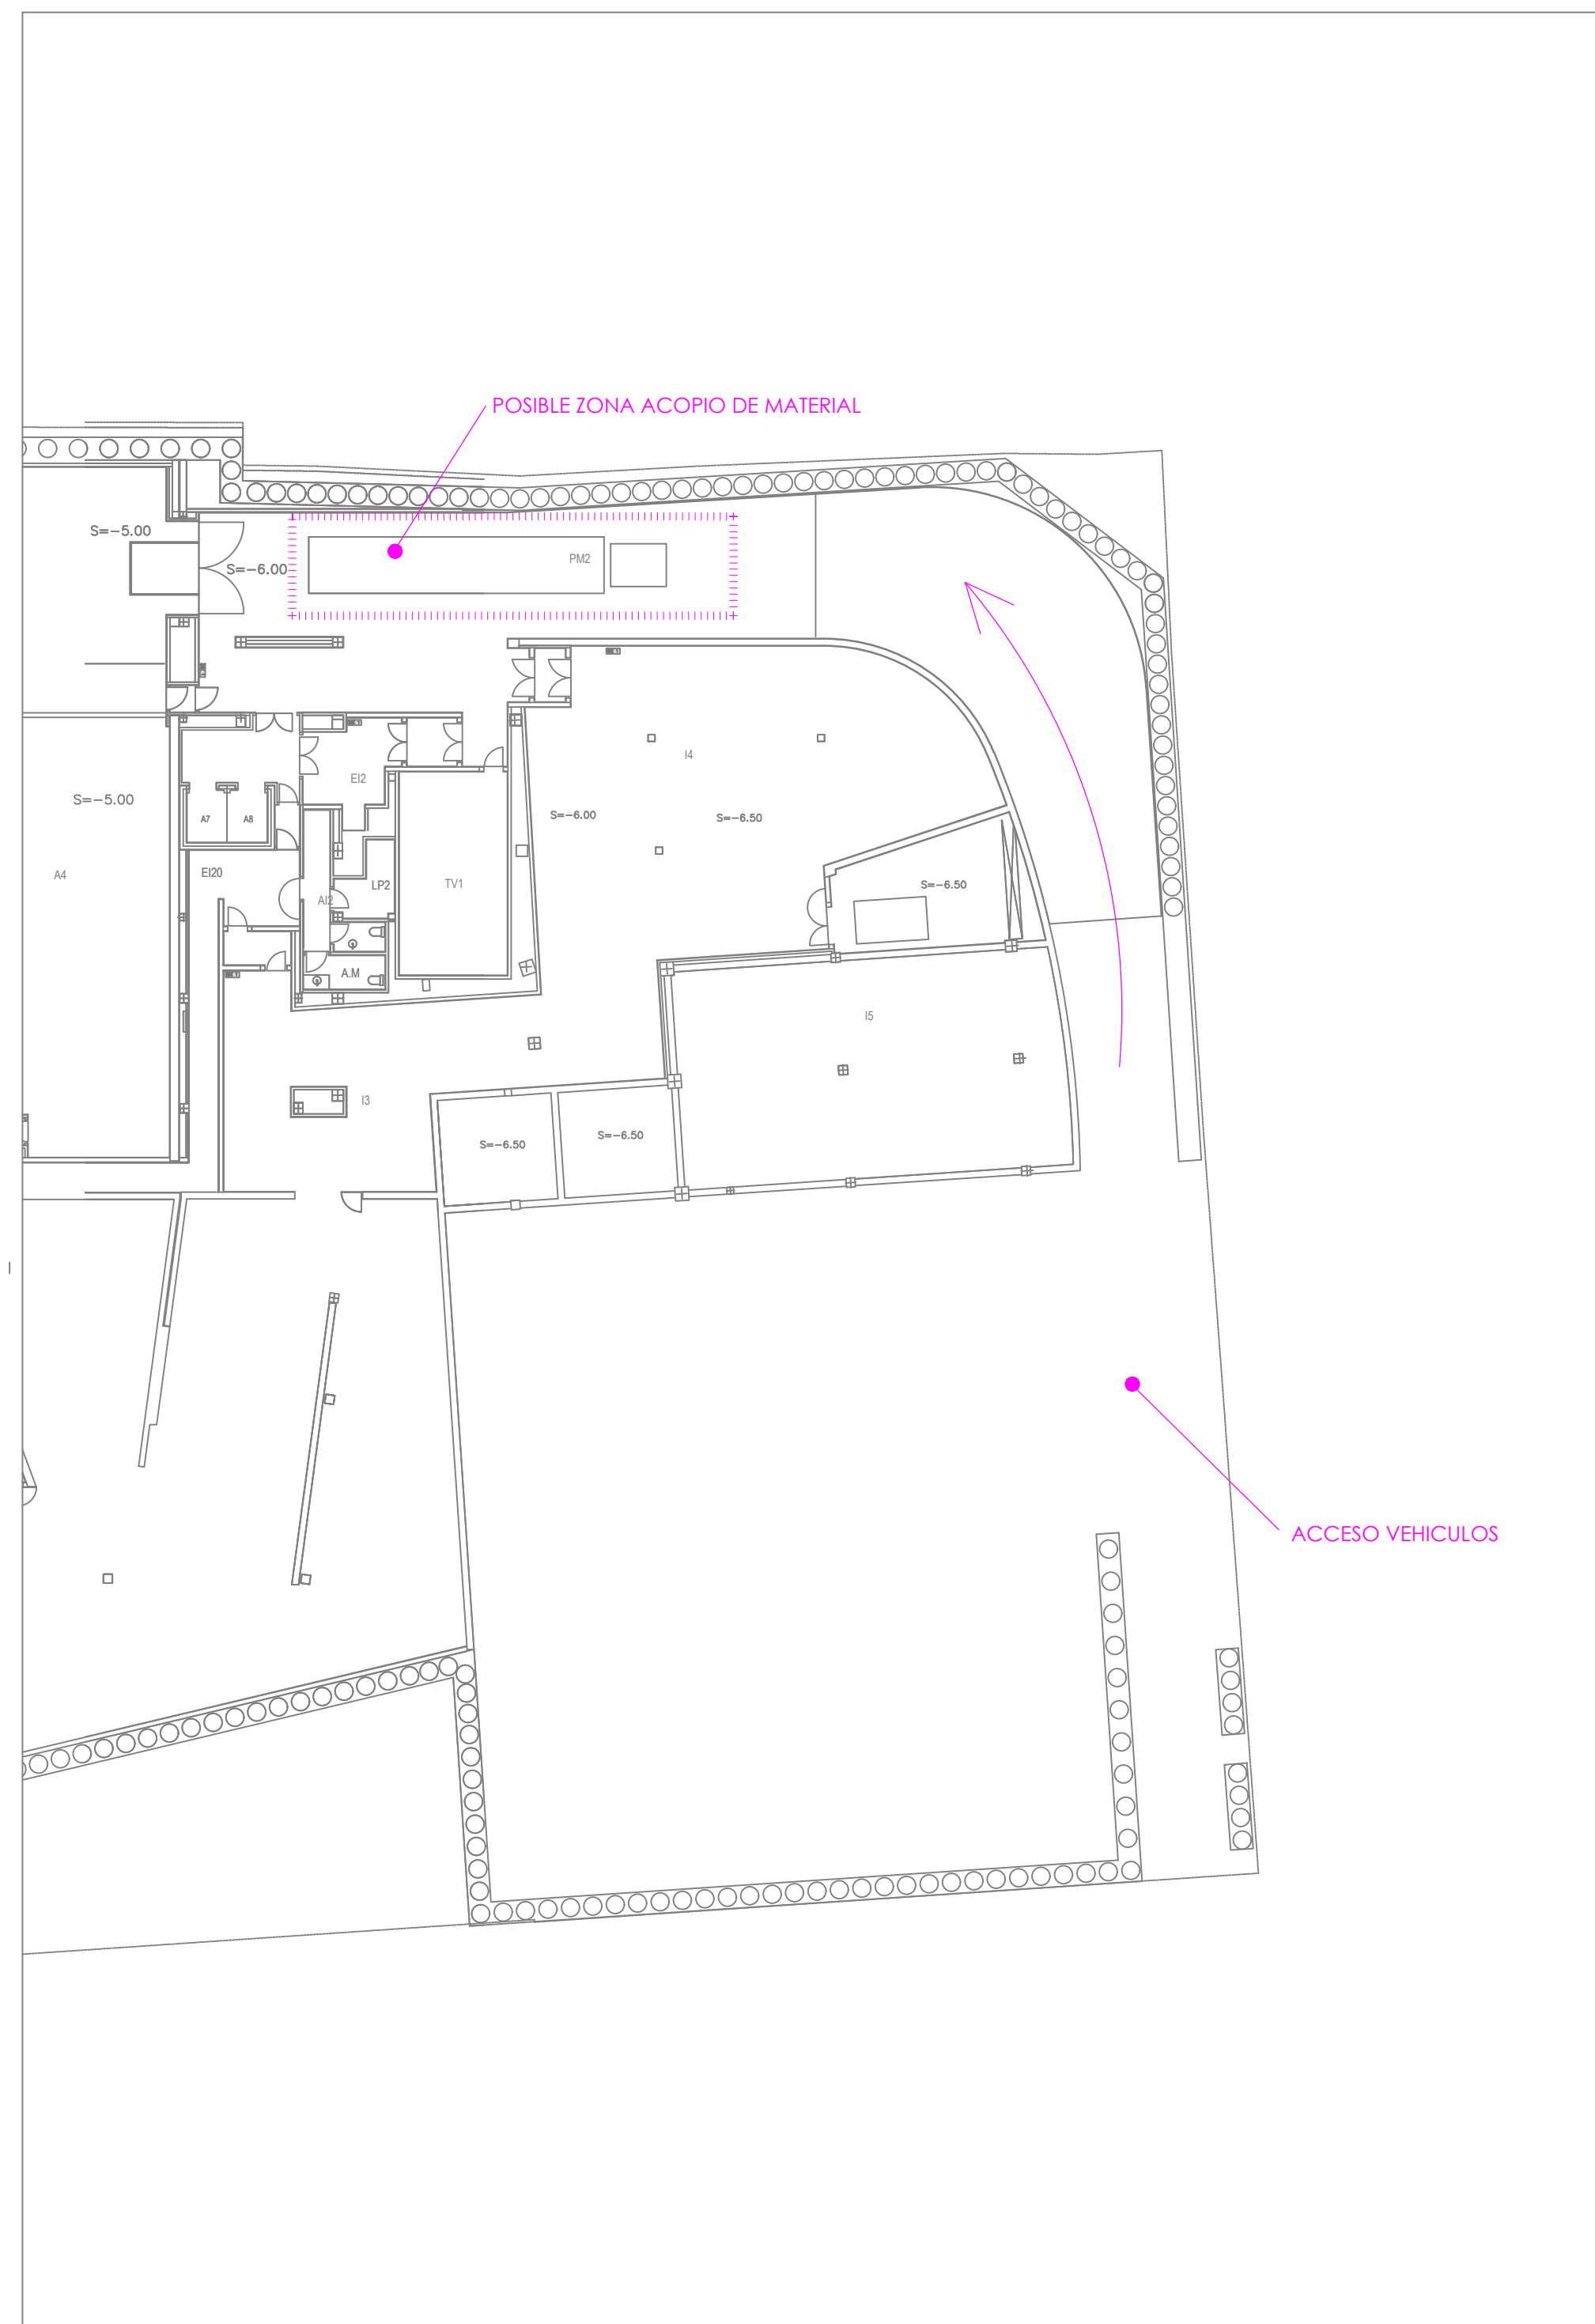 POSIBLE ZONA ACOPIO DE MATERIAL
S=-5.00
PM2
S=-6.00
I4
EI2
S=-5.00
S=-6.00
S=-6.50
A7
A8
A4
EI20
LP2
TV1
S=-6.50
AI2
A.M
I5
I3
S=-6.50
S=-6.50
ACCESO VEHICULOS